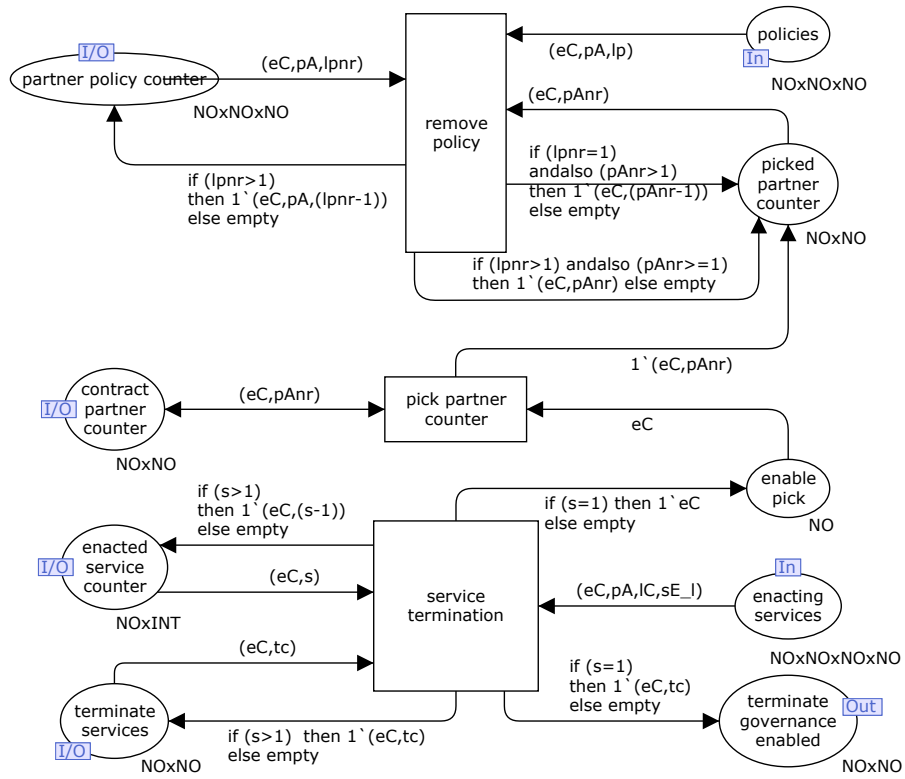 I/O
partner policy counter
(eC,pA,lpnr)
NOxNOxNO
remove
policy
(eC,pA,lp)
policies
In
NOxNOxNO
(eC,pAnr)
if (lpnr>1)
then 1`(eC,pA,(lpnr-1))
else empty
if (lpnr=1)
andalso (pAnr>1)
then 1`(eC,(pAnr-1))
else empty
picked
partner
counter
NOxNO
if (lpnr>1) andalso (pAnr>=1)
then 1`(eC,pAnr) else empty
1`(eC,pAnr)
contract
partner
counter
I/O
NOxNO
(eC,pAnr)
pick partner
counter
eC
enable
pick
NO
if (s>1)
then 1`(eC,(s-1))
else empty
if (s=1) then 1`eC
else empty
enacted
service
counter
I/O
NOxINT
(eC,s)
service
termination
(eC,pA,lC,sE_l)
In
enacting
services
NOxNOxNOxNO
(eC,tc)
terminate
services
I/O
NOxNO
if (s>1)  then 1`(eC,tc)
else empty
if (s=1)
then 1`(eC,tc)
else empty
terminate
governance
enabled
Out
NOxNO